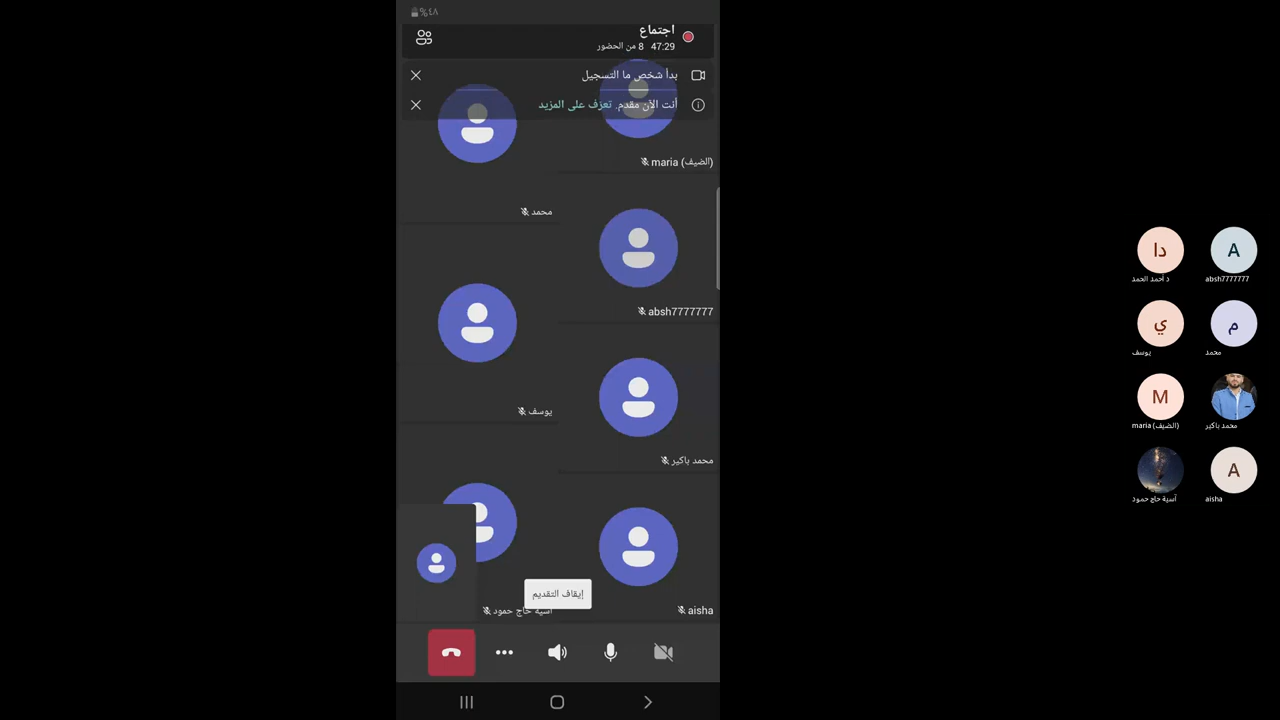 %٤٨
اجتماع
47:29 8 من الحضور
بدأ شخص ما التسجيل
أنت الآن مقدم. تعرّف على المزيد
maria (الضيف)
محمد
absh7777777
يوسف
محمد باكير
آسية حاج حمود
aisha
إيقاف التقديم
دا
A
د أحمد الحمد
absh7777777
ي
م
يوسف
محمد
M
maria (الضيف)
محمد باكير
A
آسية حاج حمود
aisha